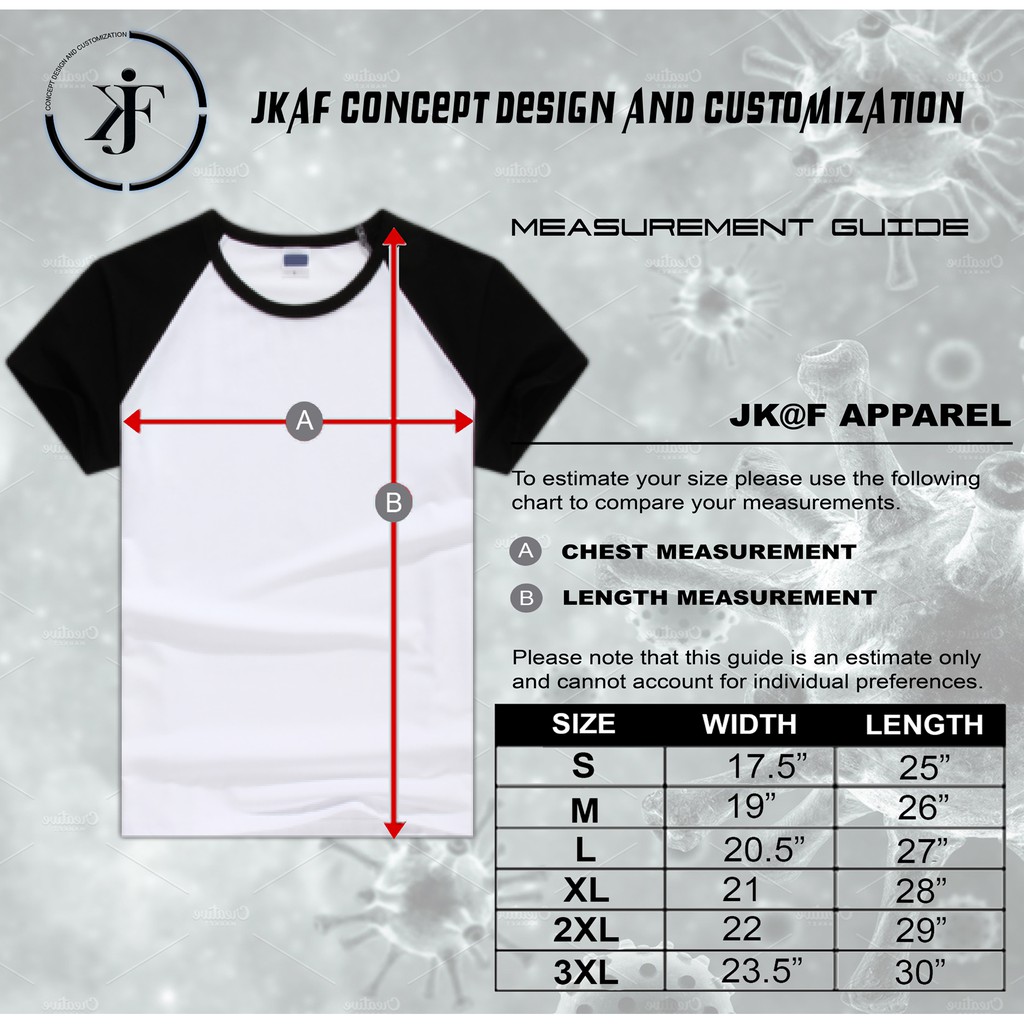 CONCEPT DESIGN AND CUSTOMIZATION
JKF
JKAF CONCEPT DESIGN AND CUSTOMIZATION
MEASUREMENT GUIDE
JK@F APPAREL
To estimate your size please use the following
chart to compare your measurements.
A CHEST MEASUREMENT
B LENGTH MEASUREMENT
A
B
Please note that this guide is an estimate only
and cannot account for individual preferences.
SIZE WIDTH LENGTH
S 17.5” 25”
M 19” 26”
L 20.5” 27”
XL 21 28”
2XL 22 29”
3XL 23.5” 30”